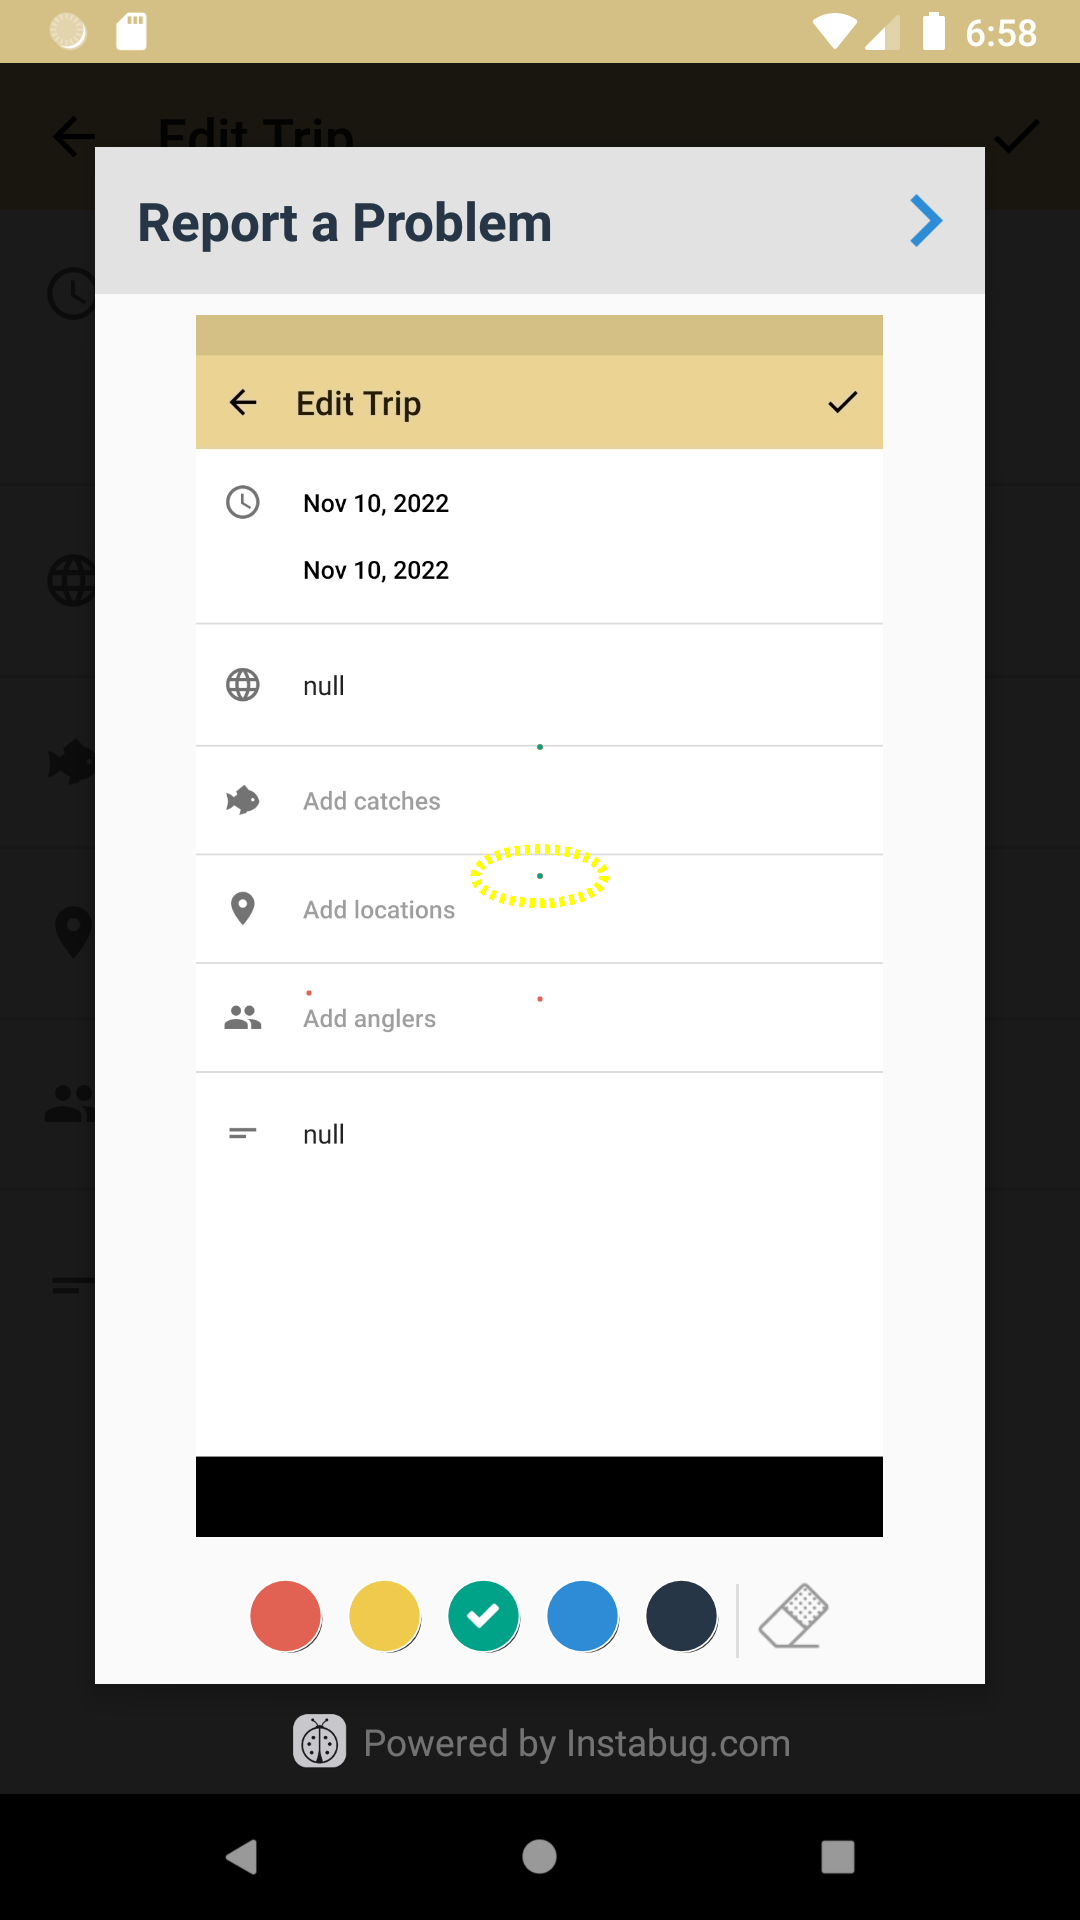 6:58
Edit Trip
Report a Problem
Edit Trip
Nov 10, 2022
Nov 10, 2022
null
Add catches
Add locations
Add anglers
null
Powered by Instabug.com